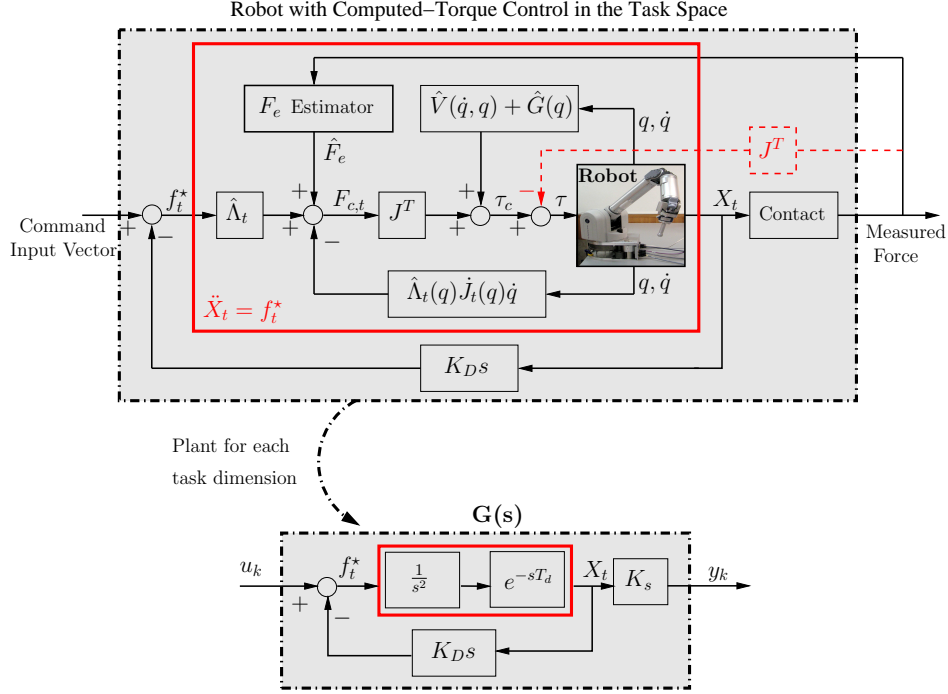 Robot with Computed–Torque Control in the Task Space
F_e Estimator
V̂(q̇, q) + Ĝ(q)
q, q̇
F̂_e
J^T
Robot
+
+
−
f_t^⋆
Λ̂_t
F_{c,t}
J^T
τ_c
τ
X_t
Contact
Command
Input Vector
+
−
+
−
+
+
Measured
Force
q, q̇
Λ̂_t(q)J̇_t(q)q̇
Ẍ_t = f_t^⋆
K_D s
Plant for each
task dimension
G(s)
u_k
f_t^⋆
1/s^2
e^{−sT_d}
X_t
K_s
y_k
+
−
K_D s